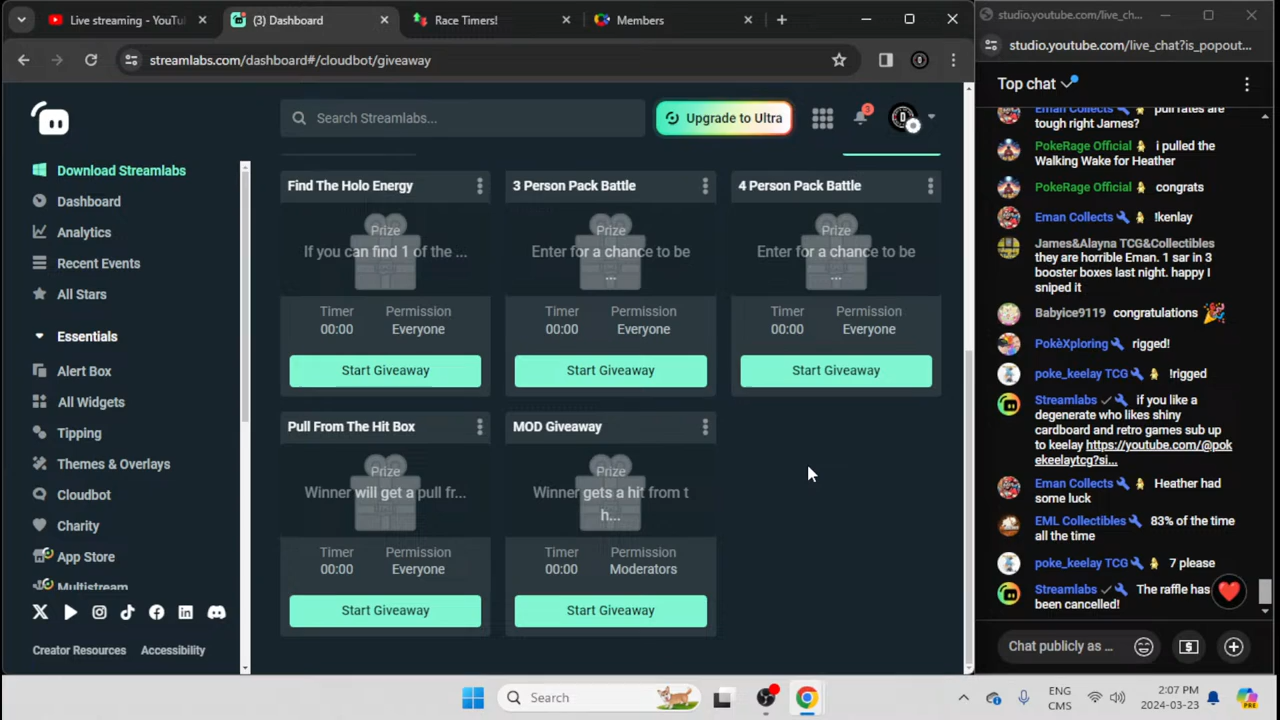 Live streaming - YouTu
(3) Dashboard
Race Timers!
Members
studio.youtube.com/live_ch...
streamlabs.com/dashboard#/cloudbot/giveaway
studio.youtube.com/live_chat?is_popout...
Search Streamlabs...
Upgrade to Ultra
3
Download Streamlabs
Dashboard
Analytics
Recent Events
All Stars
Essentials
Alert Box
All Widgets
Tipping
Themes & Overlays
Cloudbot
Charity
App Store
Multistream
Creator Resources
Accessibility
Find The Holo Energy
Prize
If you can find 1 of the ...
Timer
00:00
Permission
Everyone
Start Giveaway
3 Person Pack Battle
Prize
Enter for a chance to be
...
Timer
00:00
Permission
Everyone
Start Giveaway
4 Person Pack Battle
Prize
Enter for a chance to be
...
Timer
00:00
Permission
Everyone
Start Giveaway
Pull From The Hit Box
Prize
Winner will get a pull fr...
Timer
00:00
Permission
Everyone
Start Giveaway
MOD Giveaway
Prize
Winner gets a hit from t
h...
Timer
00:00
Permission
Moderators
Start Giveaway
Top chat
Eman Collects pull rates are
tough right James?
PokeRage Official i pulled the
Walking Wake for Heather
PokeRage Official congrats
Eman Collects !kenlay
James&Alayna TCG&Collectibles
they are horrible Eman. 1 sar in 3
booster boxes last night. happy I
sniped it
Babyice9119 congratulations
PokèXploring rigged!
poke_keelay TCG !rigged
Streamlabs if you like a
degenerate who likes shiny
cardboard and retro games sub up
to keelay https://youtube.com/@pok
ekeelaytcg?si...
Eman Collects Heather had
some luck
EML Collectibles 83% of the time
all the time
poke_keelay TCG 7 please
Streamlabs The raffle has
been cancelled!
Chat publicly as ...
Search
ENG
CMS
2:07 PM
2024-03-23
PRE